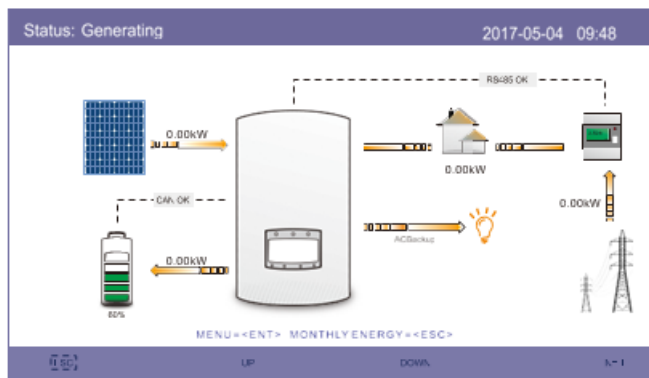 Status: Generating 2017-05-04 09:48
RS485 OK
0.00kW
0.00kW
CAN OK
0.00kW
0.00kW
ACBackup
60%
MENU=<ENT> MONTHLY ENERGY=<ESC>
UP DOWN